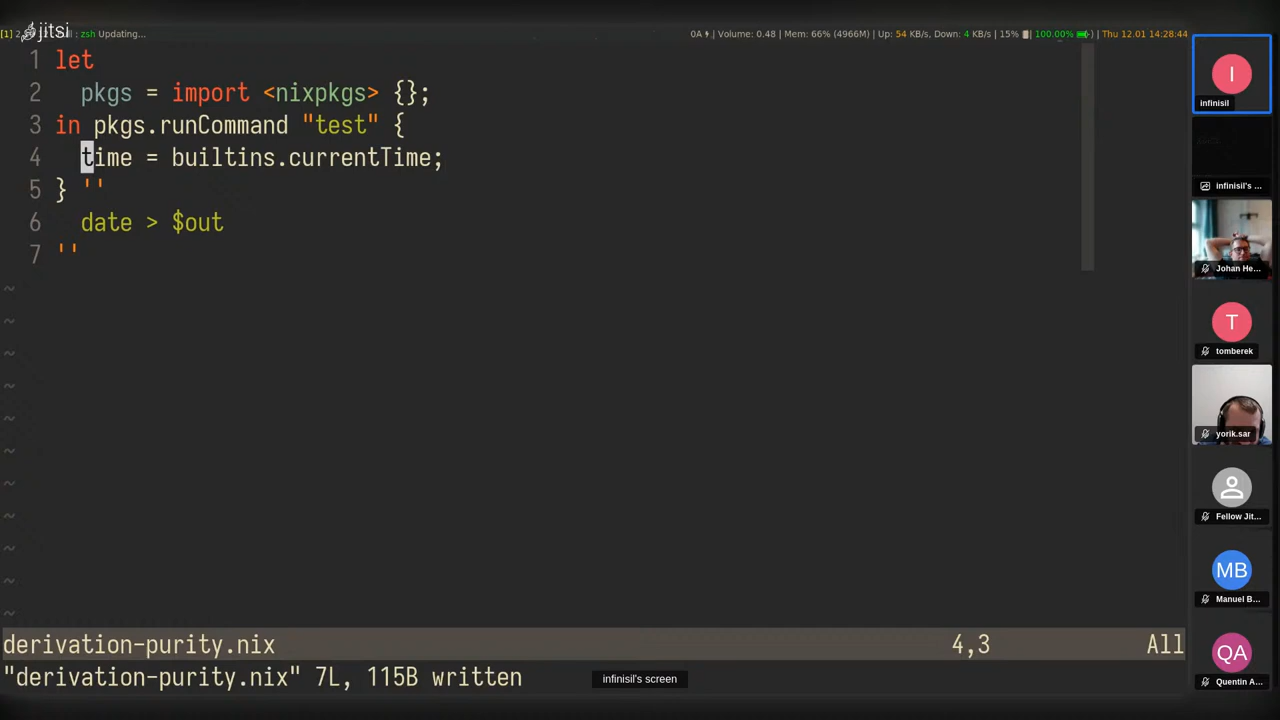 jitsi
[1] 2 zsh Updating... 0A | Volume: 0.48 | Mem: 66% (4966M) | Up: 54 KB/s, Down: 4 KB/s | 15% | 100.00% | Thu 12.01 14:28:44
1 let
2 pkgs = import <nixpkgs> {};
3 in pkgs.runCommand "test" {
4 time = builtins.currentTime;
5 } ''
6 date > $out
7 ''
~
~
~
~
~
~
~
~
~
~
~
derivation-purity.nix 4,3 All
"derivation-purity.nix" 7L, 115B written
infinisil's screen
I
infinisil
infinisil's ...
Johan He...
T
tomberek
yorik.sar
Fellow Jit...
MB
Manuel B...
QA
Quentin A...